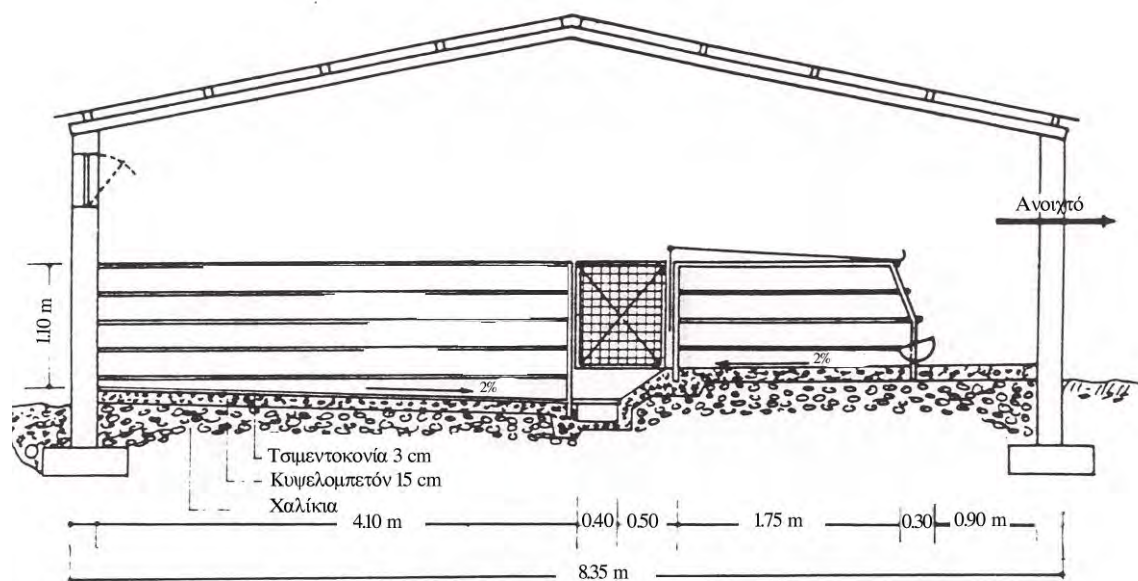 Ανοιχτό
1.10 m
2%
2%
Τσιμεντοκονία 3 cm
Κυψελομπετόν 15 cm
Χαλίκια
4.10 m
0.40
0.50
1.75 m
0.30
0.90 m
8.35 m